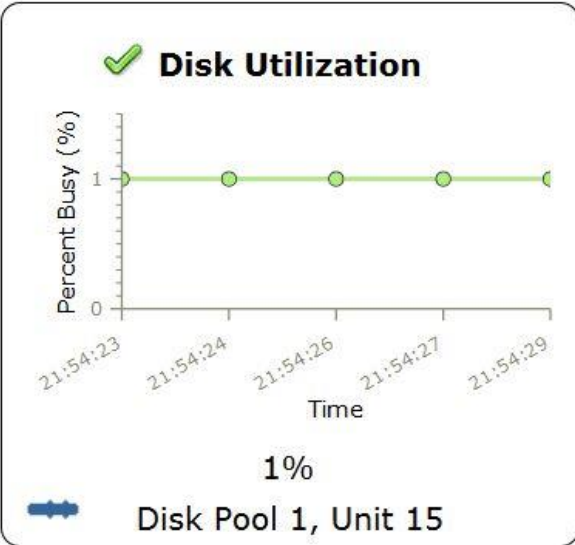 Disk Utilization
Percent Busy (%)
1
0
21:54:23
21:54:24
21:54:26
21:54:27
21:54:29
Time
1%
Disk Pool 1, Unit 15